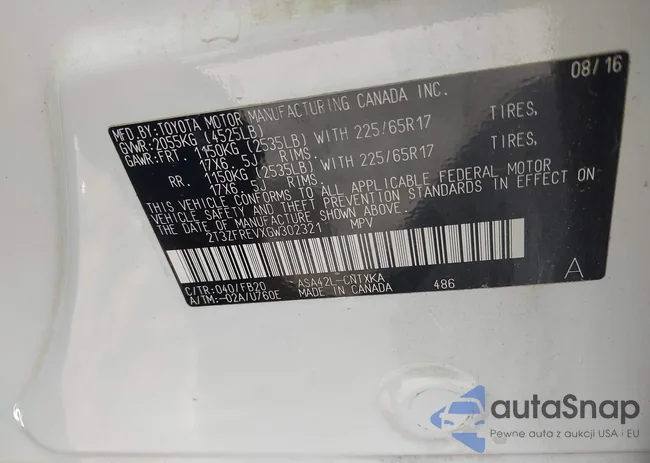 08/16
MFD.BY:TOYOTA MOTOR MANUFACTURING CANADA INC.
GVWR:2055KG (4525LB)
GAWR:FRT. 1150KG (2535LB) WITH 225/65R17 TIRES,
17X6.5J RIMS.
RR. 1150KG (2535LB) WITH 225/65R17 TIRES,
17X6.5J RIMS.
THIS VEHICLE CONFORMS TO ALL APPLICABLE FEDERAL MOTOR
VEHICLE SAFETY AND THEFT PREVENTION STANDARDS IN EFFECT ON
THE DATE OF MANUFACTURE SHOWN ABOVE.
2T3ZFREVXGW302321 MPV
C/TR:040/FB20 ASA42L-CNTXKA A
A/TM:-02A/U760E MADE IN CANADA 486
autaSnap
Pewne auta z aukcji USA i EU